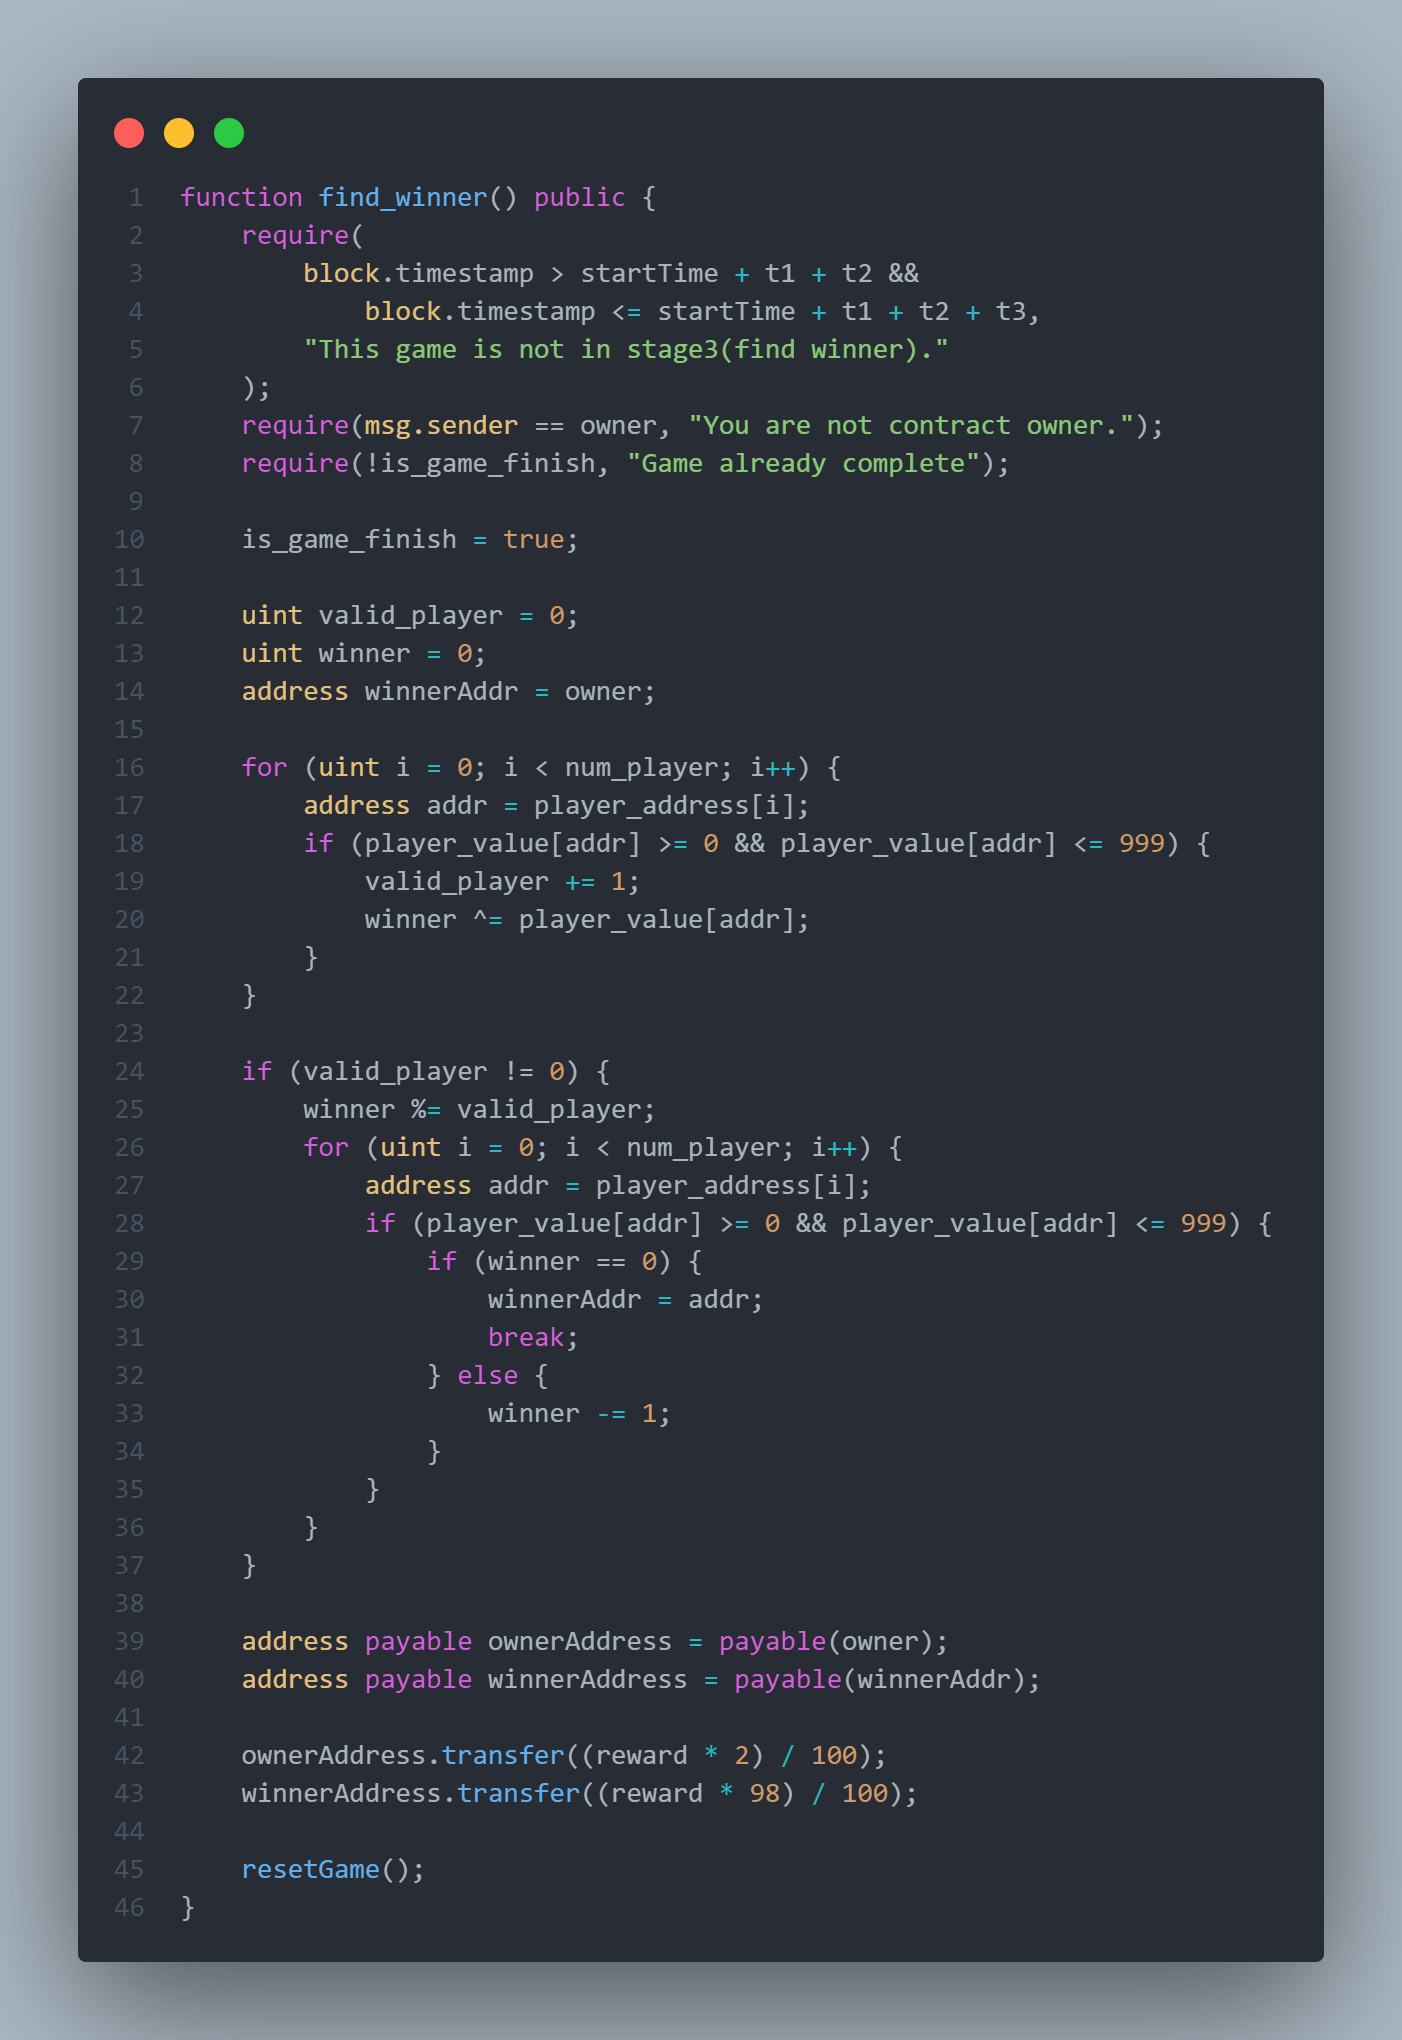 1 function find_winner() public {
2     require(
3         block.timestamp > startTime + t1 + t2 &&
4             block.timestamp <= startTime + t1 + t2 + t3,
5         "This game is not in stage3(find winner)."
6     );
7     require(msg.sender == owner, "You are not contract owner.");
8     require(!is_game_finish, "Game already complete");
9
10     is_game_finish = true;
11
12     uint valid_player = 0;
13     uint winner = 0;
14     address winnerAddr = owner;
15
16     for (uint i = 0; i < num_player; i++) {
17         address addr = player_address[i];
18         if (player_value[addr] >= 0 && player_value[addr] <= 999) {
19             valid_player += 1;
20             winner ^= player_value[addr];
21         }
22     }
23
24     if (valid_player != 0) {
25         winner %= valid_player;
26         for (uint i = 0; i < num_player; i++) {
27             address addr = player_address[i];
28             if (player_value[addr] >= 0 && player_value[addr] <= 999) {
29                 if (winner == 0) {
30                     winnerAddr = addr;
31                     break;
32                 } else {
33                     winner -= 1;
34                 }
35             }
36         }
37     }
38
39     address payable ownerAddress = payable(owner);
40     address payable winnerAddress = payable(winnerAddr);
41
42     ownerAddress.transfer((reward * 2) / 100);
43     winnerAddress.transfer((reward * 98) / 100);
44
45     resetGame();
46 }